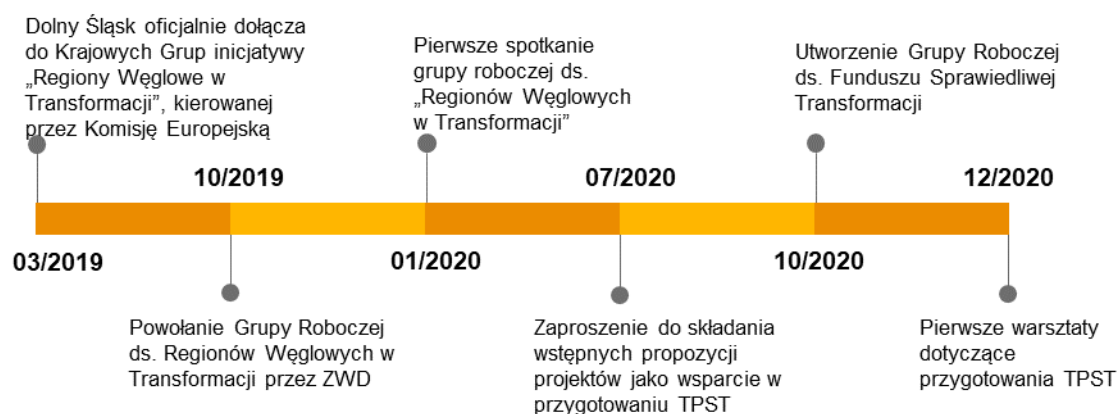 Dolny Śląsk oficjalnie dołącza
do Krajowych Grup inicjatywy
„Regiony Węglowe w
Transformacji”, kierowanej
przez Komisję Europejską
Pierwsze spotkanie
grupy roboczej ds.
„Regionów Węglowych
w Transformacji”
Utworzenie Grupy Roboczej
ds. Funduszu Sprawiedliwej
Transformacji
10/2019
07/2020
12/2020
03/2019
01/2020
10/2020
Powołanie Grupy Roboczej
ds. Regionów Węglowych w
Transformacji przez ZWD
Zaproszenie do składania
wstępnych propozycji
projektów jako wsparcie w
przygotowaniu TPST
Pierwsze warsztaty
dotyczące
przygotowania TPST